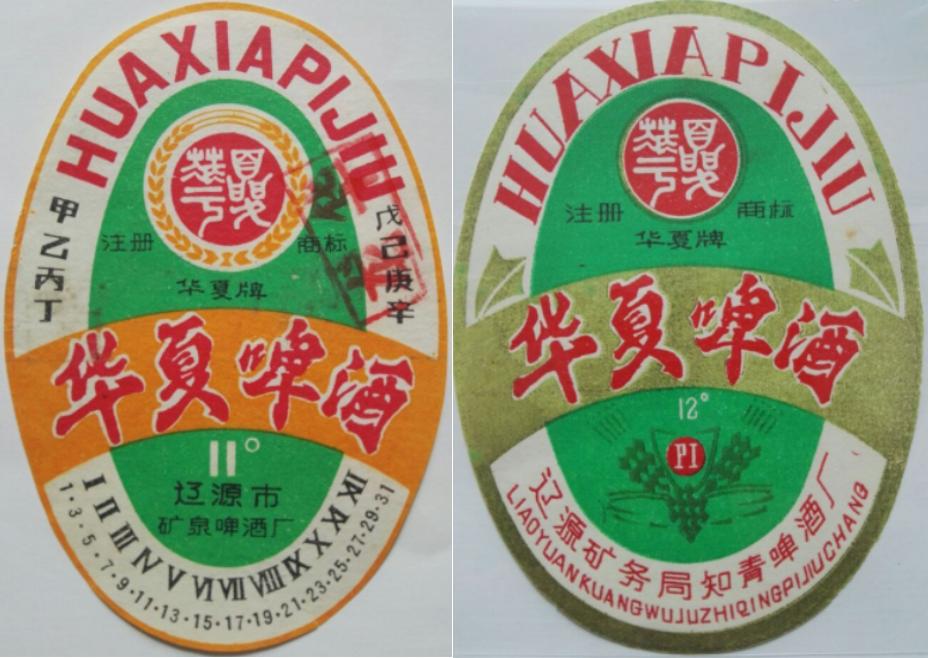 HUAXIAPIJIU
華夏
甲乙丙丁
戊己庚辛
注册 商标
华夏牌
华夏啤酒
11°
辽源市
矿泉啤酒厂
I II III IV V VI VII VIII IX X XI XII
1·3·5·7·9·11·13·15·17·19·21·23·25·27·29·31
HUAXIAPIJIU
華夏
注册 商标
华夏牌
华夏啤酒
12°
PI
辽源矿务局知青啤酒厂
LIAOYUANKUANGWUJUZHIQINGPIJIUCHANG